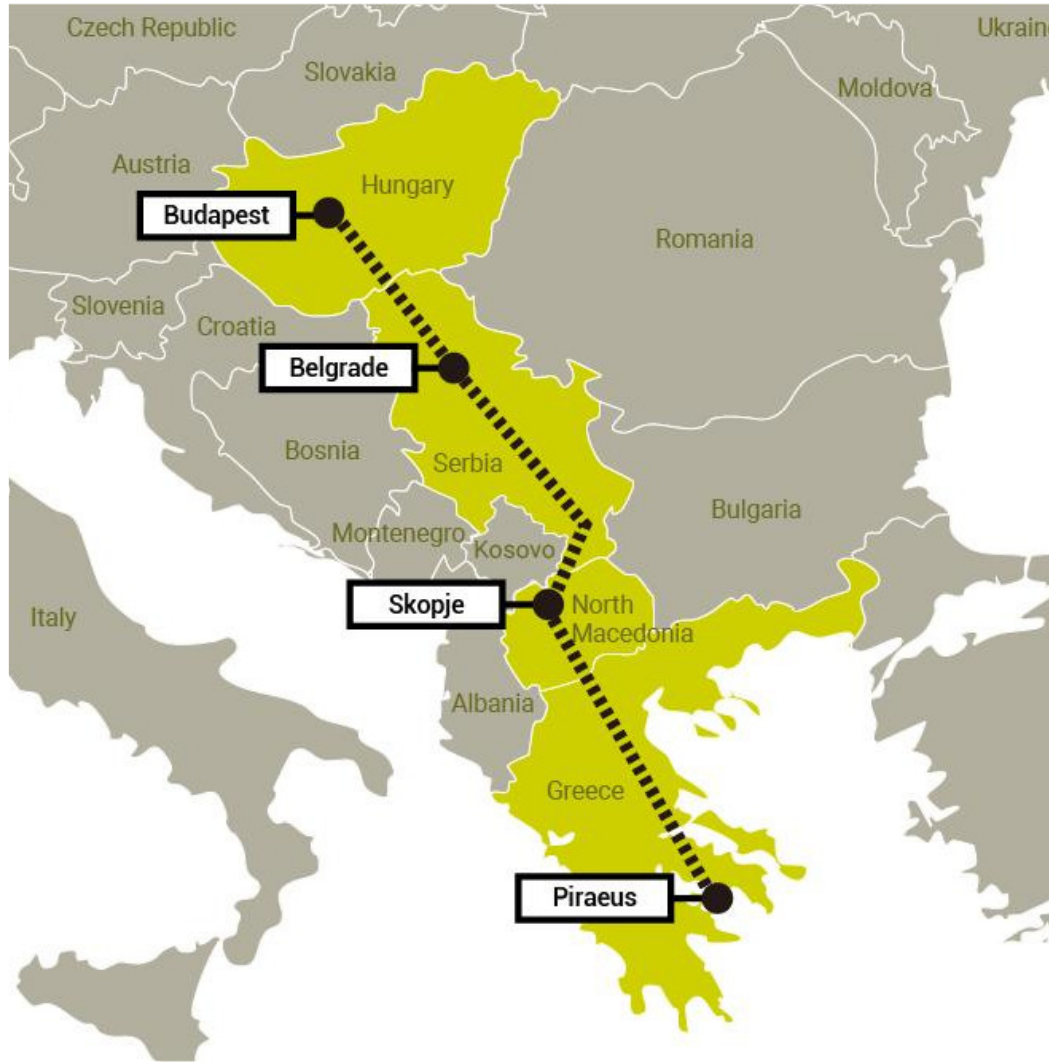 Czech Republic
Ukraine
Slovakia
Moldova
Austria
Hungary
Budapest
Romania
Slovenia
Croatia
Belgrade
Bosnia
Serbia
Bulgaria
Montenegro
Kosovo
Skopje
North
Macedonia
Italy
Albania
Greece
Piraeus